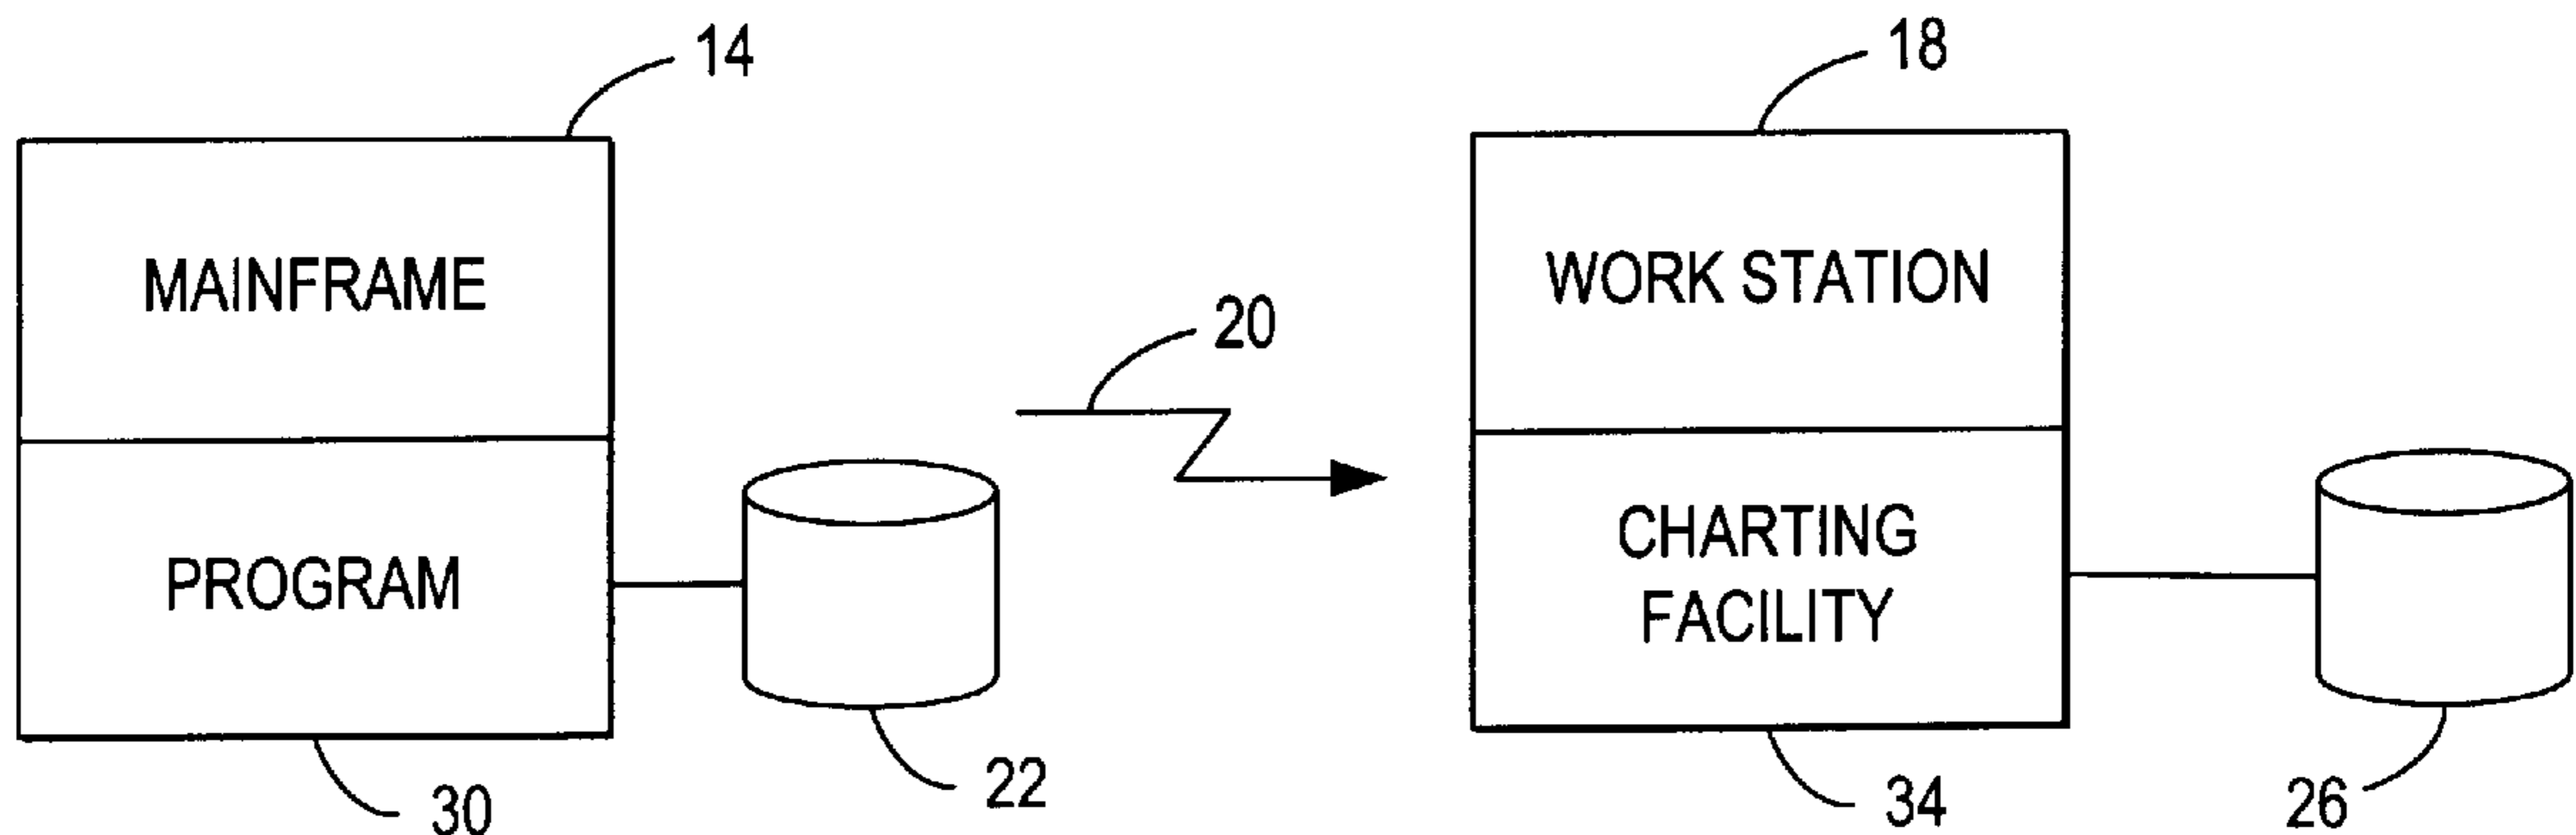 14
18
MAINFRAME
WORK STATION
20
PROGRAM
CHARTING
FACILITY
22
30
34
26